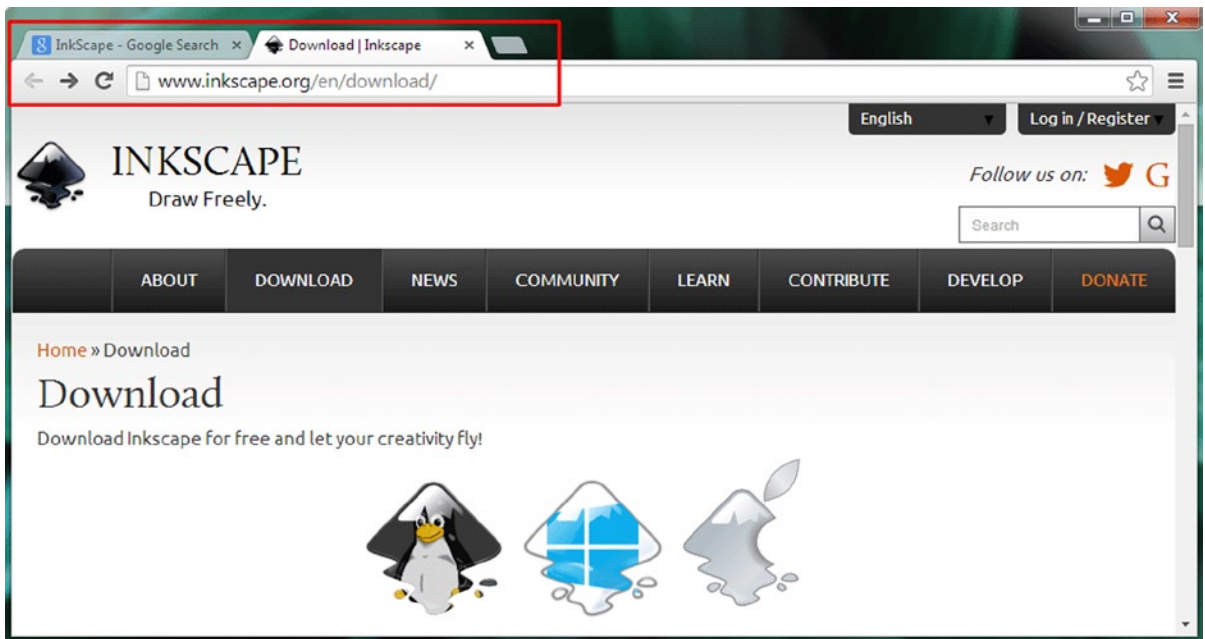 InkScape - Google Search Download | Inkscape
www.inkscape.org/en/download/
English Log in / Register
INKSCAPE
Draw Freely.
Follow us on: G
Search
ABOUT DOWNLOAD NEWS COMMUNITY LEARN CONTRIBUTE DEVELOP DONATE
Home » Download
Download
Download Inkscape for free and let your creativity fly!